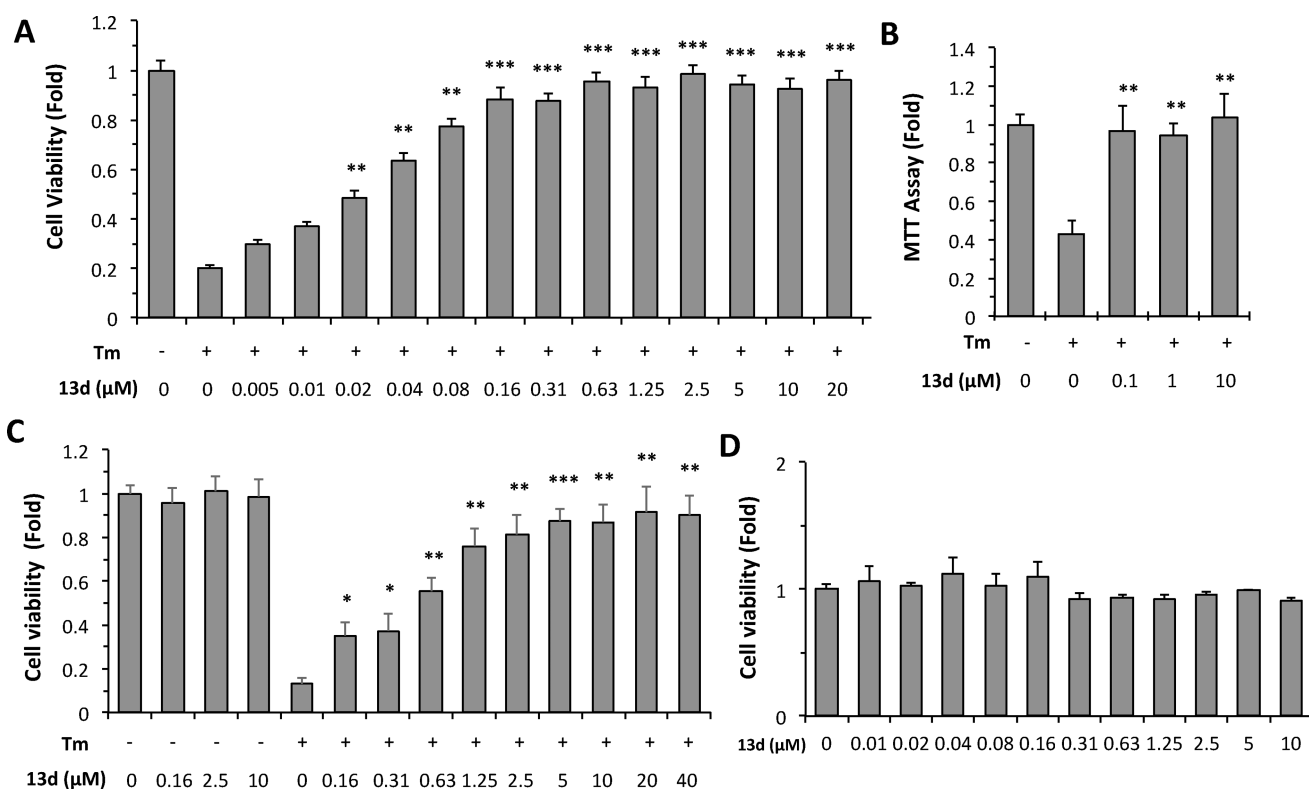 A
Cell Viability (Fold)
1.2
1
0.8
0.6
0.4
0.2
0
** ** ** *** *** *** *** *** *** *** ***
Tm - + + + + + + + + + + + + + +
13d (μM) 0 0 0.005 0.01 0.02 0.04 0.08 0.16 0.31 0.63 1.25 2.5 5 10 20
B
MTT Assay (Fold)
1.4
1.2
1
0.8
0.6
0.4
0.2
0
** ** **
Tm - + + + +
13d (μM) 0 0 0.1 1 10
C
Cell viability (Fold)
1.2
1
0.8
0.6
0.4
0.2
0
* * ** ** ** *** ** ** **
Tm - - - - + + + + + + + + + +
13d (μM) 0 0.16 2.5 10 0 0.16 0.31 0.63 1.25 2.5 5 10 20 40
D
Cell viability (Fold)
2
1
0
13d (μM) 0 0.01 0.02 0.04 0.08 0.16 0.31 0.63 1.25 2.5 5 10